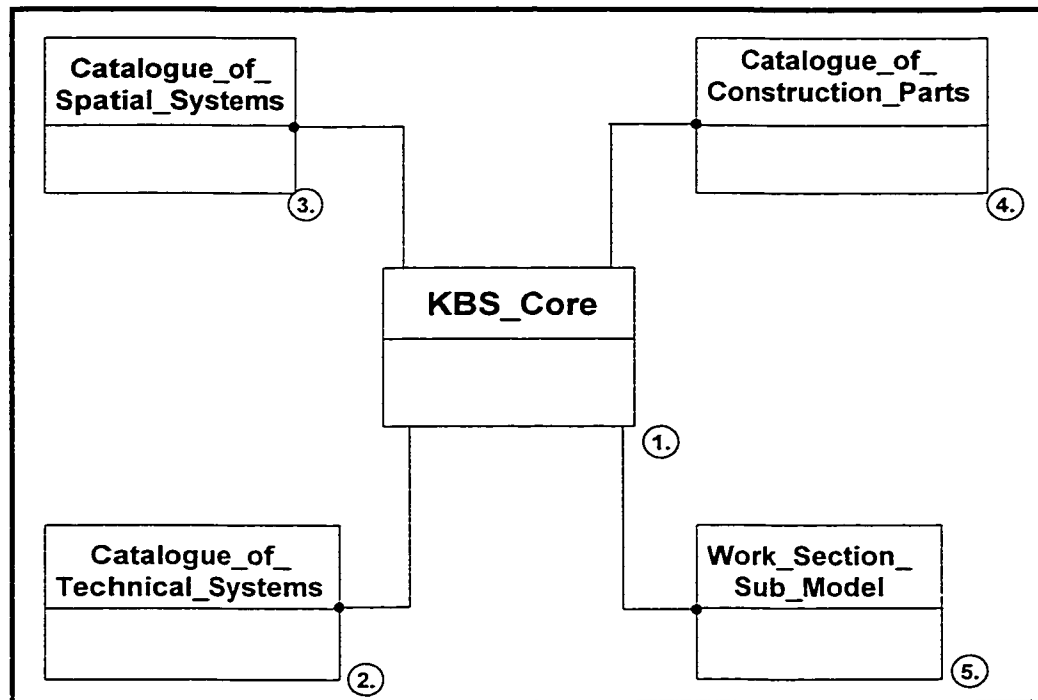 Catalogue_of_
Spatial_Systems
3.
Catalogue_of_
Construction_Parts
4.
KBS_Core
1.
Catalogue_of_
Technical_Systems
2.
Work_Section_
Sub_Model
5.